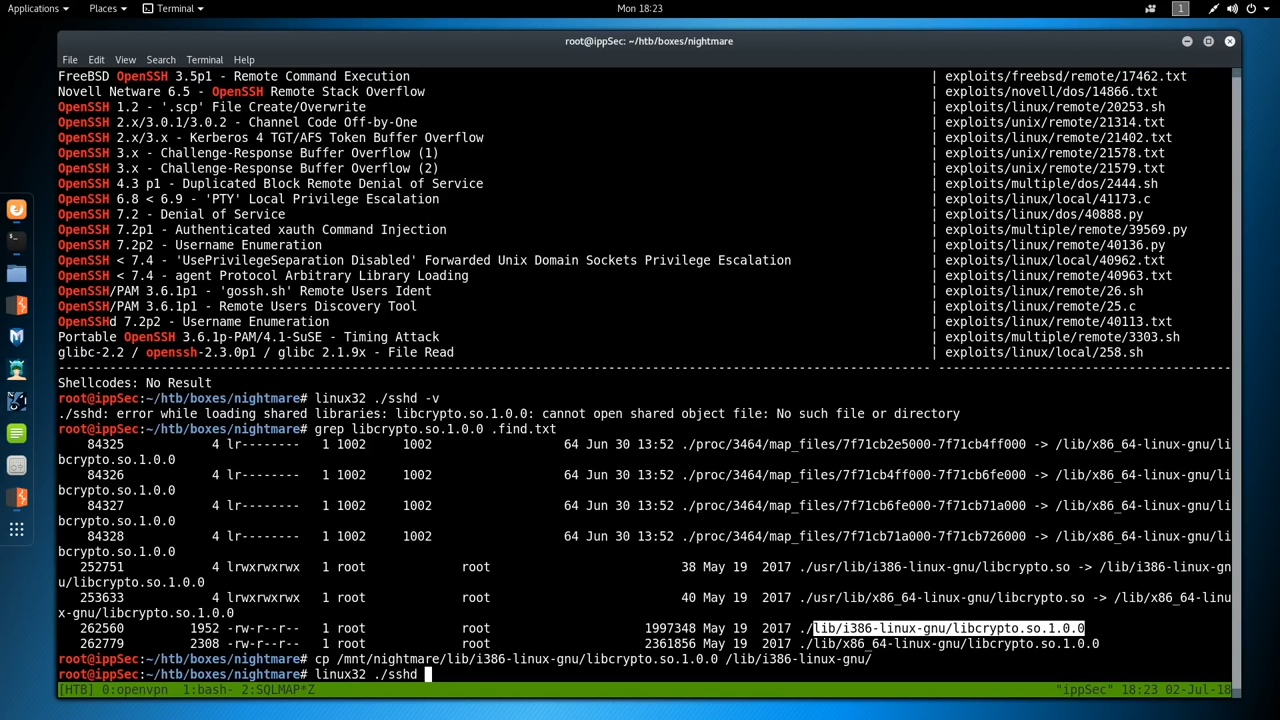 Applications Places Terminal Mon 18:23 1
root@ippSec: ~/htb/boxes/nightmare
File Edit View Search Terminal Help
FreeBSD OpenSSH 3.5p1 - Remote Command Execution | exploits/freebsd/remote/17462.txt
Novell Netware 6.5 - OpenSSH Remote Stack Overflow | exploits/novell/dos/14866.txt
OpenSSH 1.2 - '.scp' File Create/Overwrite | exploits/linux/remote/20253.sh
OpenSSH 2.x/3.0.1/3.0.2 - Channel Code Off-by-One | exploits/unix/remote/21314.txt
OpenSSH 2.x/3.x - Kerberos 4 TGT/AFS Token Buffer Overflow | exploits/linux/remote/21402.txt
OpenSSH 3.x - Challenge-Response Buffer Overflow (1) | exploits/unix/remote/21578.txt
OpenSSH 3.x - Challenge-Response Buffer Overflow (2) | exploits/unix/remote/21579.txt
OpenSSH 4.3 p1 - Duplicated Block Remote Denial of Service | exploits/multiple/dos/2444.sh
OpenSSH 6.8 < 6.9 - 'PTY' Local Privilege Escalation | exploits/linux/local/41173.c
OpenSSH 7.2 - Denial of Service | exploits/linux/dos/40888.py
OpenSSH 7.2p1 - Authenticated xauth Command Injection | exploits/multiple/remote/39569.py
OpenSSH 7.2p2 - Username Enumeration | exploits/linux/remote/40136.py
OpenSSH < 7.4 - 'UsePrivilegeSeparation Disabled' Forwarded Unix Domain Sockets Privilege Escalation | exploits/linux/local/40962.txt
OpenSSH < 7.4 - agent Protocol Arbitrary Library Loading | exploits/linux/remote/40963.txt
OpenSSH/PAM 3.6.1p1 - 'gossh.sh' Remote Users Ident | exploits/linux/remote/26.sh
OpenSSH/PAM 3.6.1p1 - Remote Users Discovery Tool | exploits/linux/remote/25.c
OpenSSHd 7.2p2 - Username Enumeration | exploits/linux/remote/40113.txt
Portable OpenSSH 3.6.1p-PAM/4.1-SuSE - Timing Attack | exploits/multiple/remote/3303.sh
glibc-2.2 / openssh-2.3.0p1 / glibc 2.1.9x - File Read | exploits/linux/local/258.sh
Shellcodes: No Result
root@ippSec:~/htb/boxes/nightmare# linux32 ./sshd -v
./sshd: error while loading shared libraries: libcrypto.so.1.0.0: cannot open shared object file: No such file or directory
root@ippSec:~/htb/boxes/nightmare# grep libcrypto.so.1.0.0 .find.txt
84325 4 lr-------- 1 1002 1002 64 Jun 30 13:52 ./proc/3464/map_files/7f71cb2e5000-7f71cb4ff000 -> /lib/x86_64-linux-gnu/li
bcrypto.so.1.0.0
84326 4 lr-------- 1 1002 1002 64 Jun 30 13:52 ./proc/3464/map_files/7f71cb4ff000-7f71cb6fe000 -> /lib/x86_64-linux-gnu/li
bcrypto.so.1.0.0
84327 4 lr-------- 1 1002 1002 64 Jun 30 13:52 ./proc/3464/map_files/7f71cb6fe000-7f71cb71a000 -> /lib/x86_64-linux-gnu/li
bcrypto.so.1.0.0
84328 4 lr-------- 1 1002 1002 64 Jun 30 13:52 ./proc/3464/map_files/7f71cb71a000-7f71cb726000 -> /lib/x86_64-linux-gnu/li
bcrypto.so.1.0.0
252751 4 lrwxrwxrwx 1 root root 38 May 19 2017 ./usr/lib/i386-linux-gnu/libcrypto.so -> /lib/i386-linux-gn
u/libcrypto.so.1.0.0
253633 4 lrwxrwxrwx 1 root root 40 May 19 2017 ./usr/lib/x86_64-linux-gnu/libcrypto.so -> /lib/x86_64-linu
x-gnu/libcrypto.so.1.0.0
262560 1952 -rw-r--r-- 1 root root 1997348 May 19 2017 ./lib/i386-linux-gnu/libcrypto.so.1.0.0
262779 2308 -rw-r--r-- 1 root root 2361856 May 19 2017 ./lib/x86_64-linux-gnu/libcrypto.so.1.0.0
root@ippSec:~/htb/boxes/nightmare# cp /mnt/nightmare/lib/i386-linux-gnu/libcrypto.so.1.0.0 /lib/i386-linux-gnu/
root@ippSec:~/htb/boxes/nightmare# linux32 ./sshd
[HTB] 0:openvpn 1:bash- 2:SQLMAP*Z "ippSec" 18:23 02-Jul-18